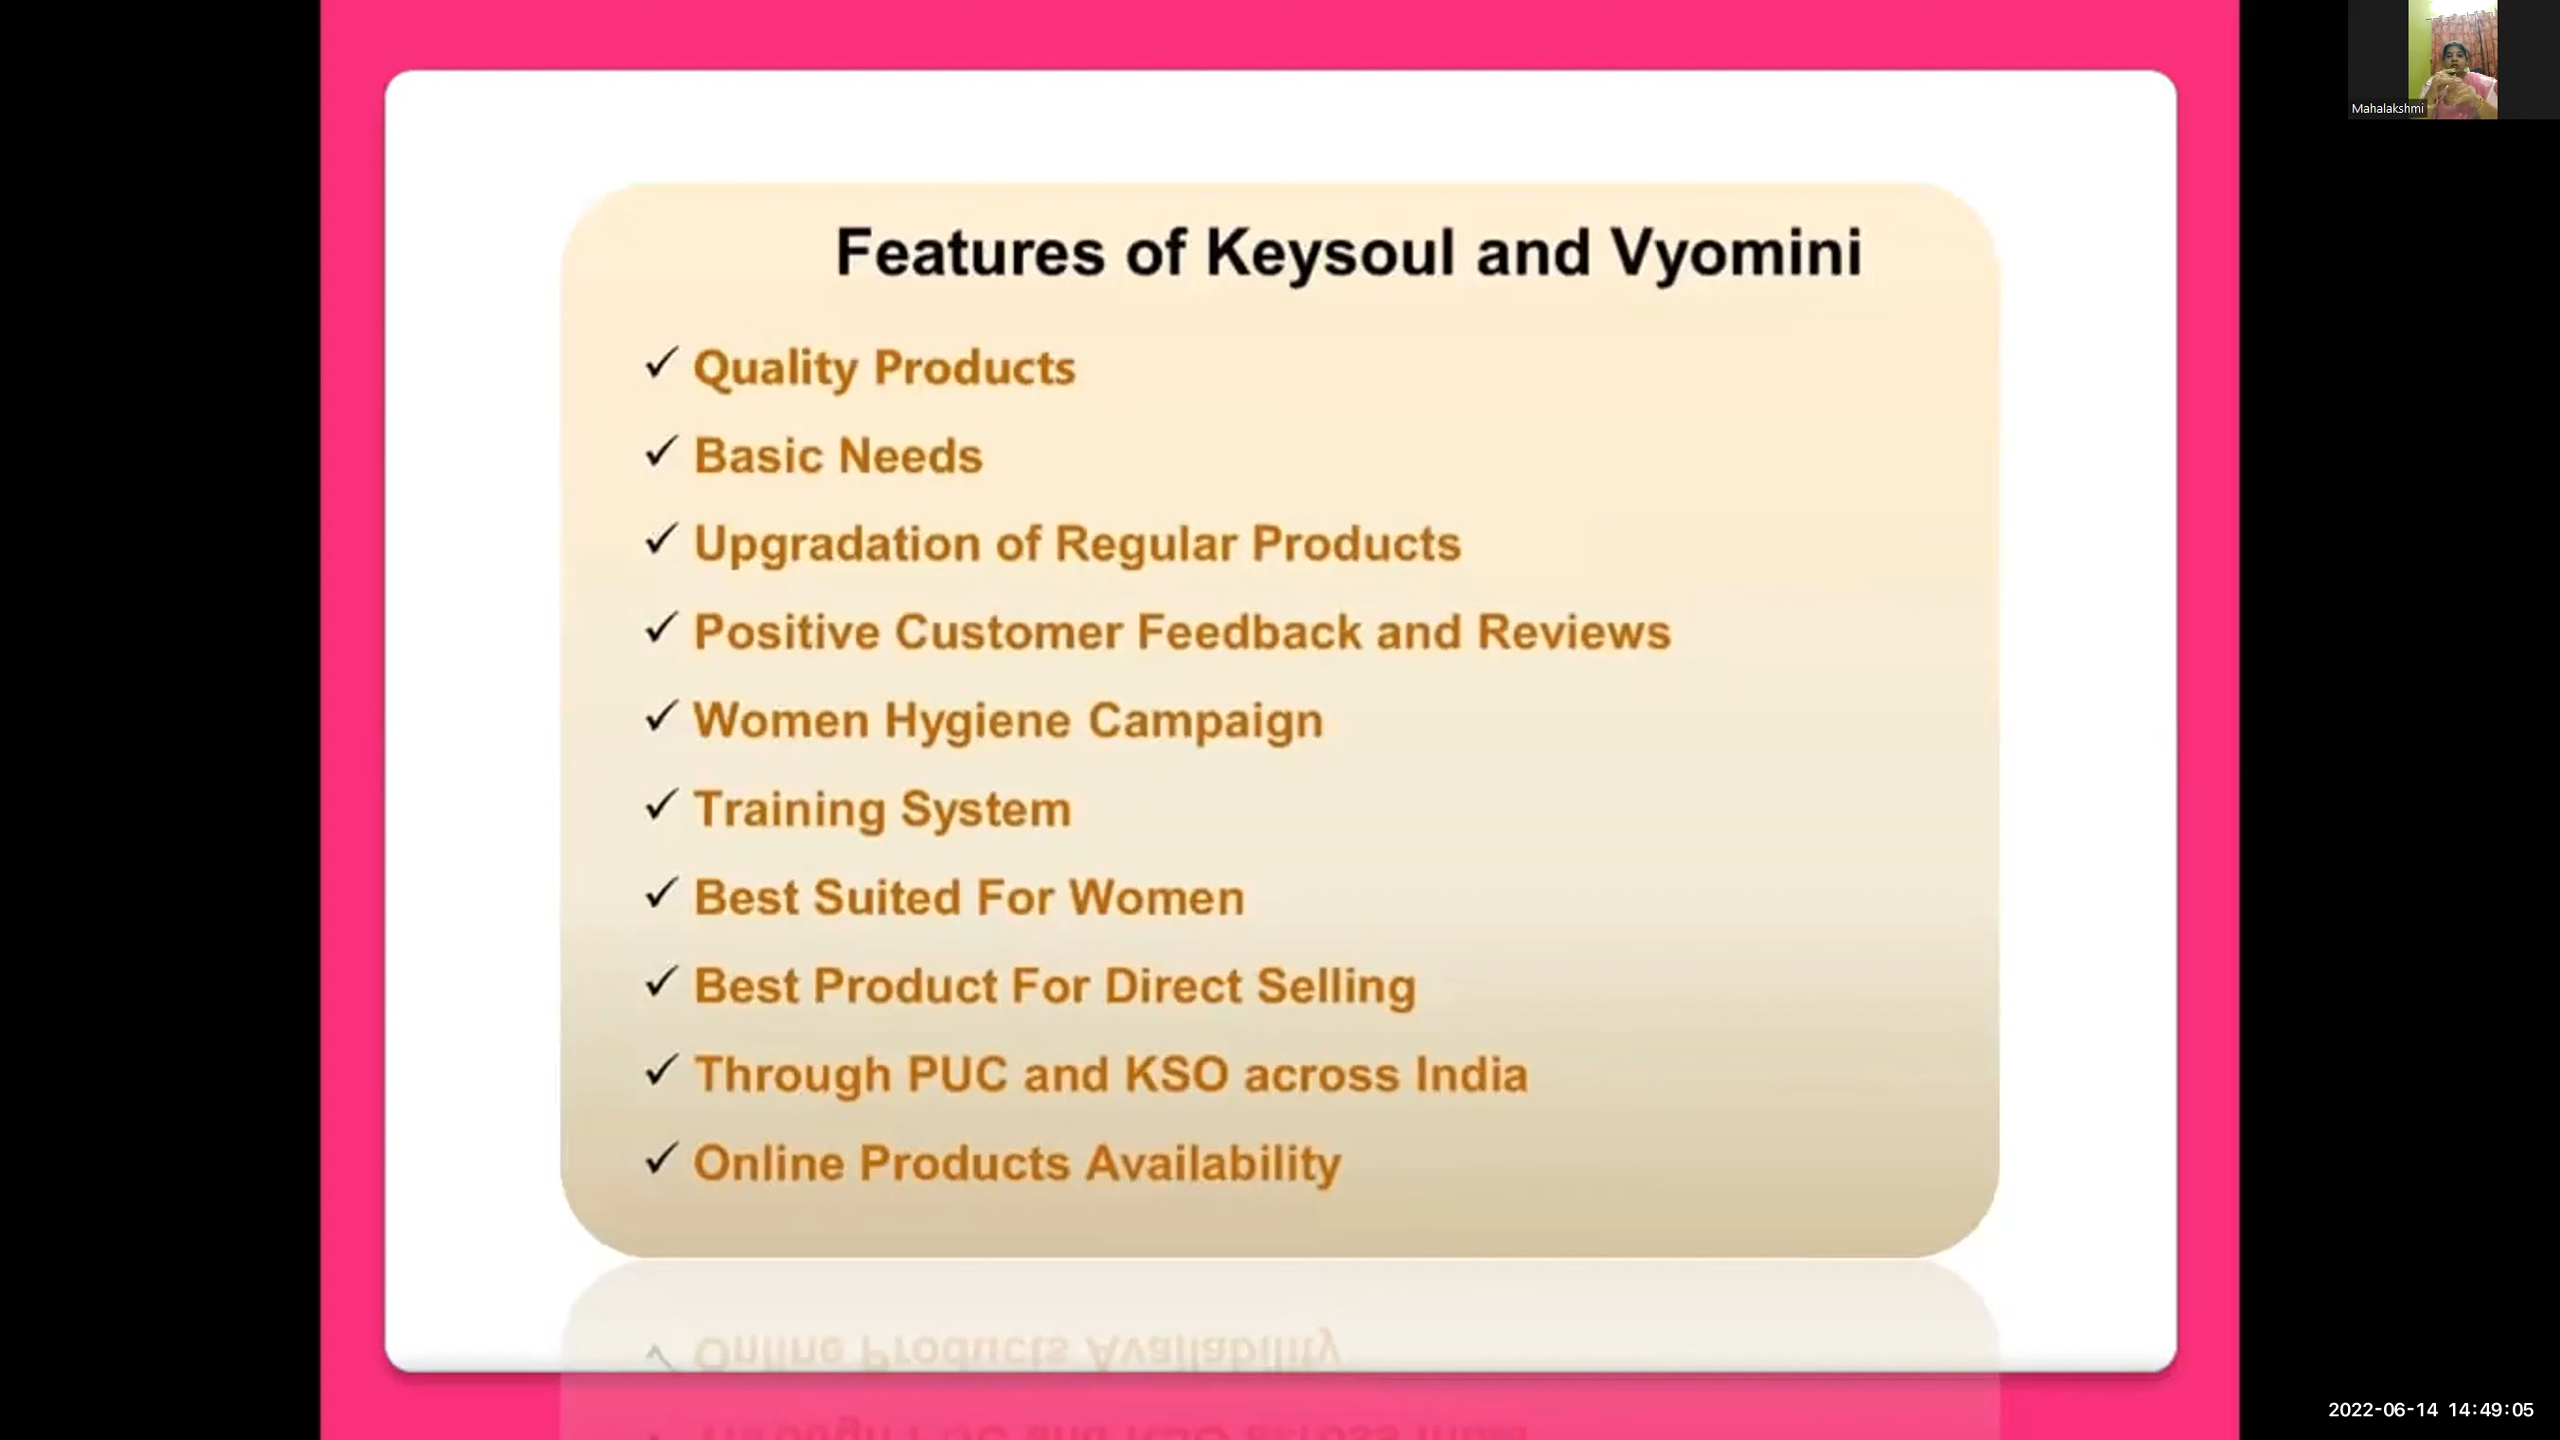 Mahalakshmi
Features of Keysoul and Vyomini
✓ Quality Products
✓ Basic Needs
✓ Upgradation of Regular Products
✓ Positive Customer Feedback and Reviews
✓ Women Hygiene Campaign
✓ Training System
✓ Best Suited For Women
✓ Best Product For Direct Selling
✓ Through PUC and KSO across India
✓ Online Products Availability
2022-06-14 14:49:05